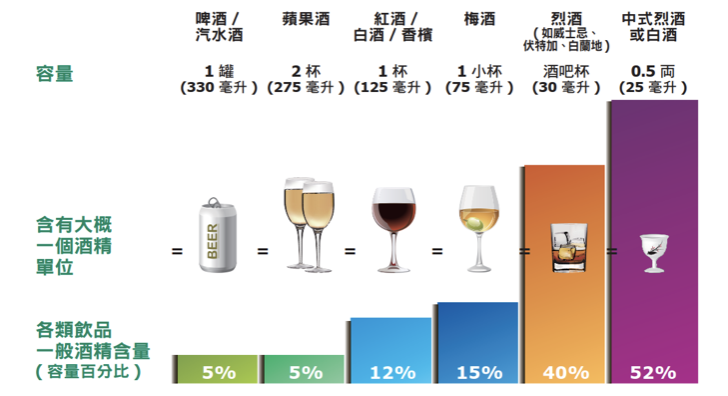 啤酒 /
汽水酒
蘋果酒
紅酒 /
白酒 / 香檳
梅酒
烈酒
( 如威士忌、
伏特加、白蘭地 )
中式烈酒
或白酒
容量
1 罐
(330 毫升 )
2 杯
(275 毫升 )
1 杯
(125 毫升 )
1 小杯
(75 毫升 )
酒吧杯
(30 毫升 )
0.5 両
(25 毫升 )
含有大概
一個酒精
單位
= BEER = = = = =
各類飲品
一般酒精含量
( 容量百分比 )
5% 5% 12% 15% 40% 52%